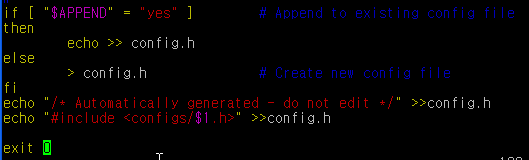 if [ "$APPEND" = "yes" ] # Append to existing config file
then
echo >> config.h
else
> config.h # Create new config file
fi
echo "/* Automatically generated - do not edit */" >>config.h
echo "#include <configs/$1.h>" >>config.h
exit 0